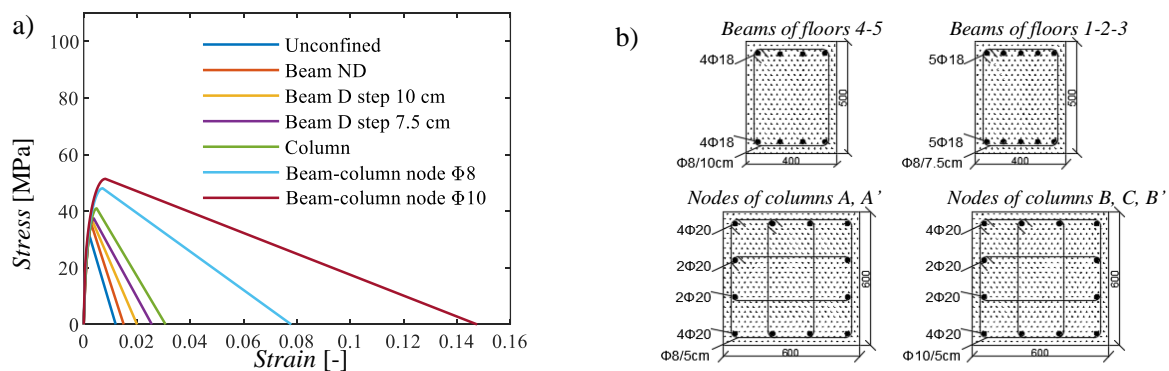 a)
100
80
60
40
20
0
Stress [MPa]
0
0.02
0.04
0.06
0.08
0.1
0.12
0.14
0.16
Strain [-]
Unconfined
Beam ND
Beam D step 10 cm
Beam D step 7.5 cm
Column
Beam-column node Φ8
Beam-column node Φ10
b)
Beams of floors 4-5
4Φ18
4Φ18
Φ8/10cm
400
500
Beams of floors 1-2-3
5Φ18
5Φ18
Φ8/7.5cm
400
500
Nodes of columns A, A’
4Φ20
2Φ20
2Φ20
4Φ20
Φ8/5cm
600
600
Nodes of columns B, C, B’
4Φ20
2Φ20
2Φ20
4Φ20
Φ10/5cm
600
600